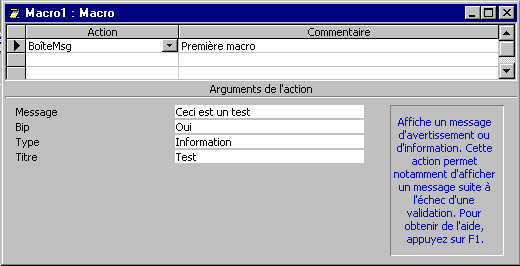 Macro1 : Macro
Action Commentaire
BoîteMsg Première macro
Arguments de l'action
Message Ceci est un test
Bip Oui
Type Information
Titre Test
Affiche un message
d'avertissement ou
d'information. Cette
action permet
notamment d'afficher
un message suite à
l'échec d'une
validation. Pour
obtenir de l'aide,
appuyez sur F1.